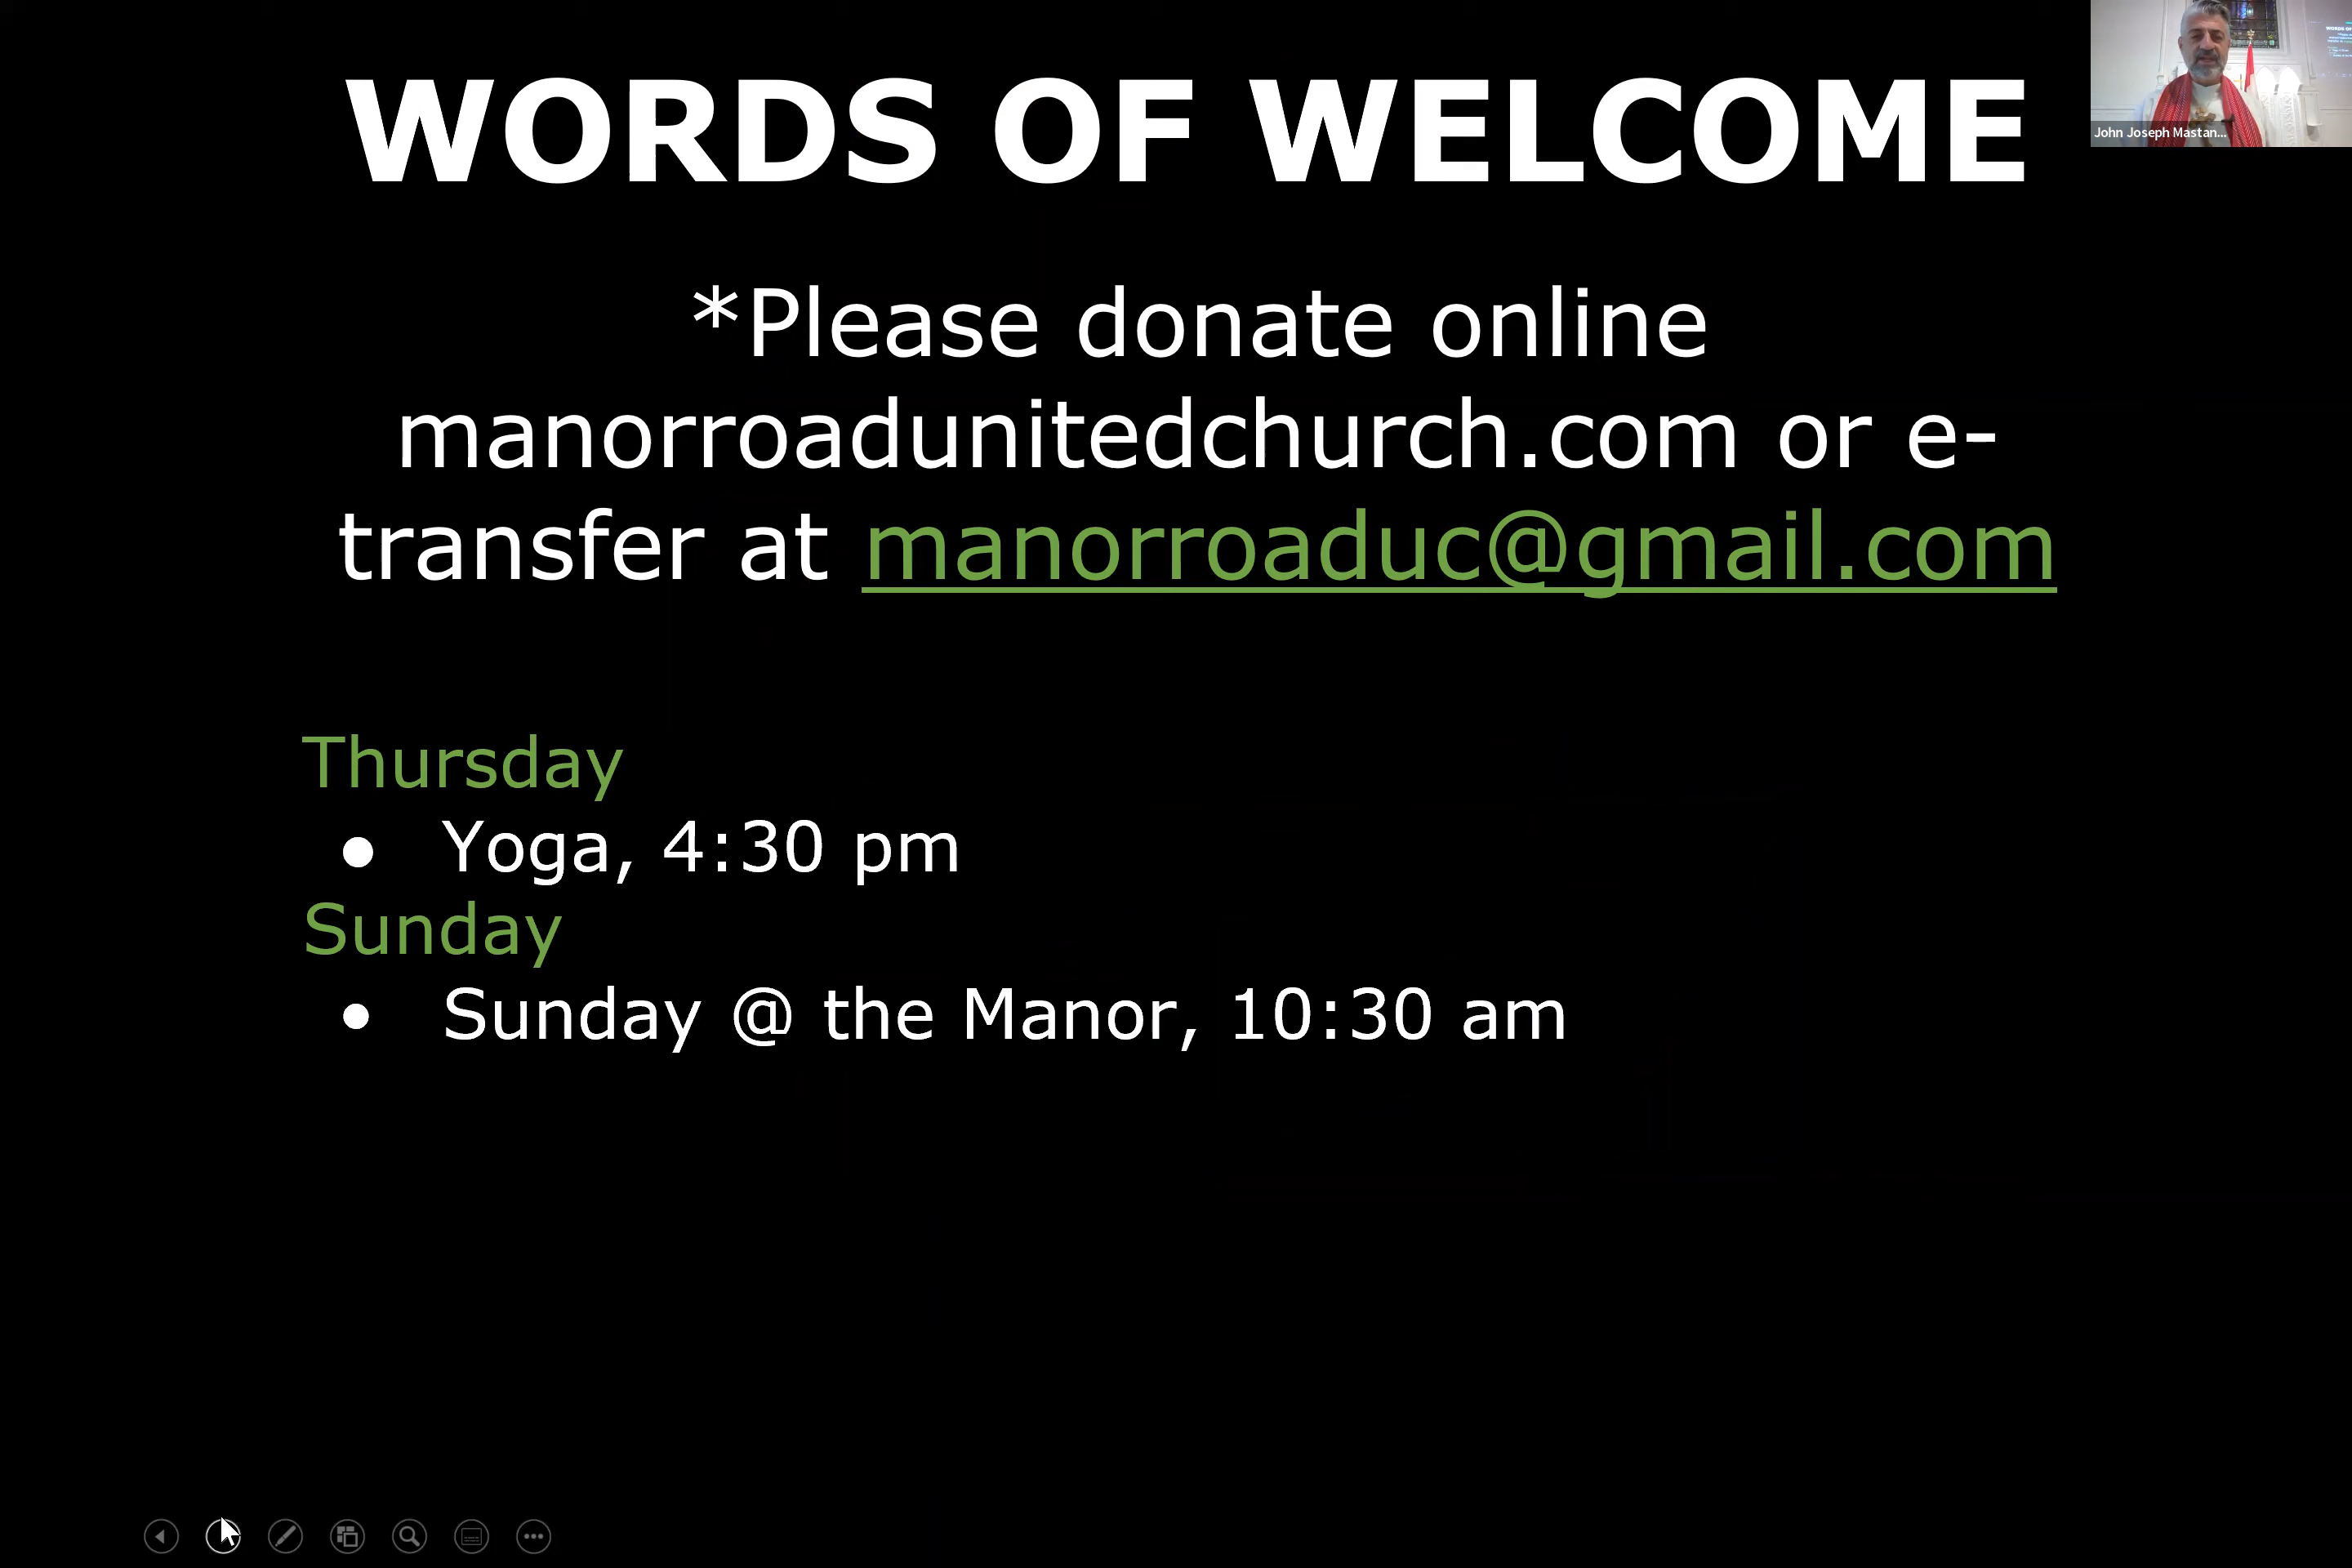 WORDS OF WELCOME
*Please donate online
manorroadunitedchurch.com or e-
transfer at manorroaduc@gmail.com
Thursday
● Yoga, 4:30 pm
Sunday
● Sunday @ the Manor, 10:30 am
John Joseph Mastan...